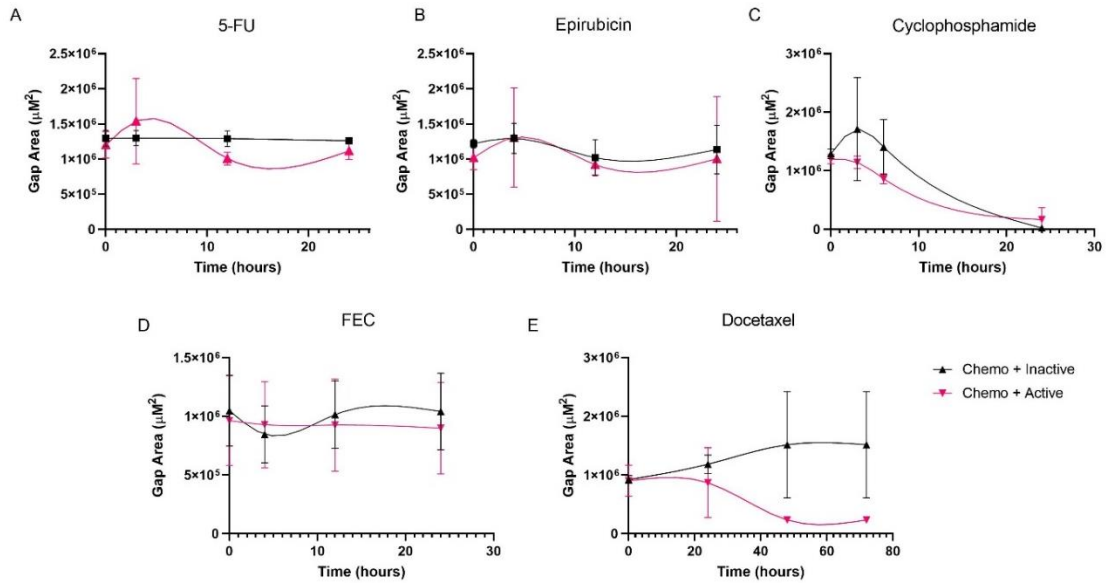 A
5-FU
Gap Area (µM²)
2.5×10⁶
2×10⁶
1.5×10⁶
1×10⁶
5×10⁵
0
0 10 20
Time (hours)
B
Epirubicin
Gap Area (µM²)
2.5×10⁶
2×10⁶
1.5×10⁶
1×10⁶
5×10⁵
0
0 10 20
Time (hours)
C
Cyclophosphamide
Gap Area (µM²)
3×10⁶
2×10⁶
1×10⁶
0
0 10 20 30
Time (hours)
D
FEC
Gap Area (µM²)
1.5×10⁶
1×10⁶
5×10⁵
0
0 10 20 30
Time (hours)
E
Docetaxel
Gap Area (µM²)
3×10⁶
2×10⁶
1×10⁶
0
0 20 40 60 80
Time (hours)
Chemo + Inactive
Chemo + Active